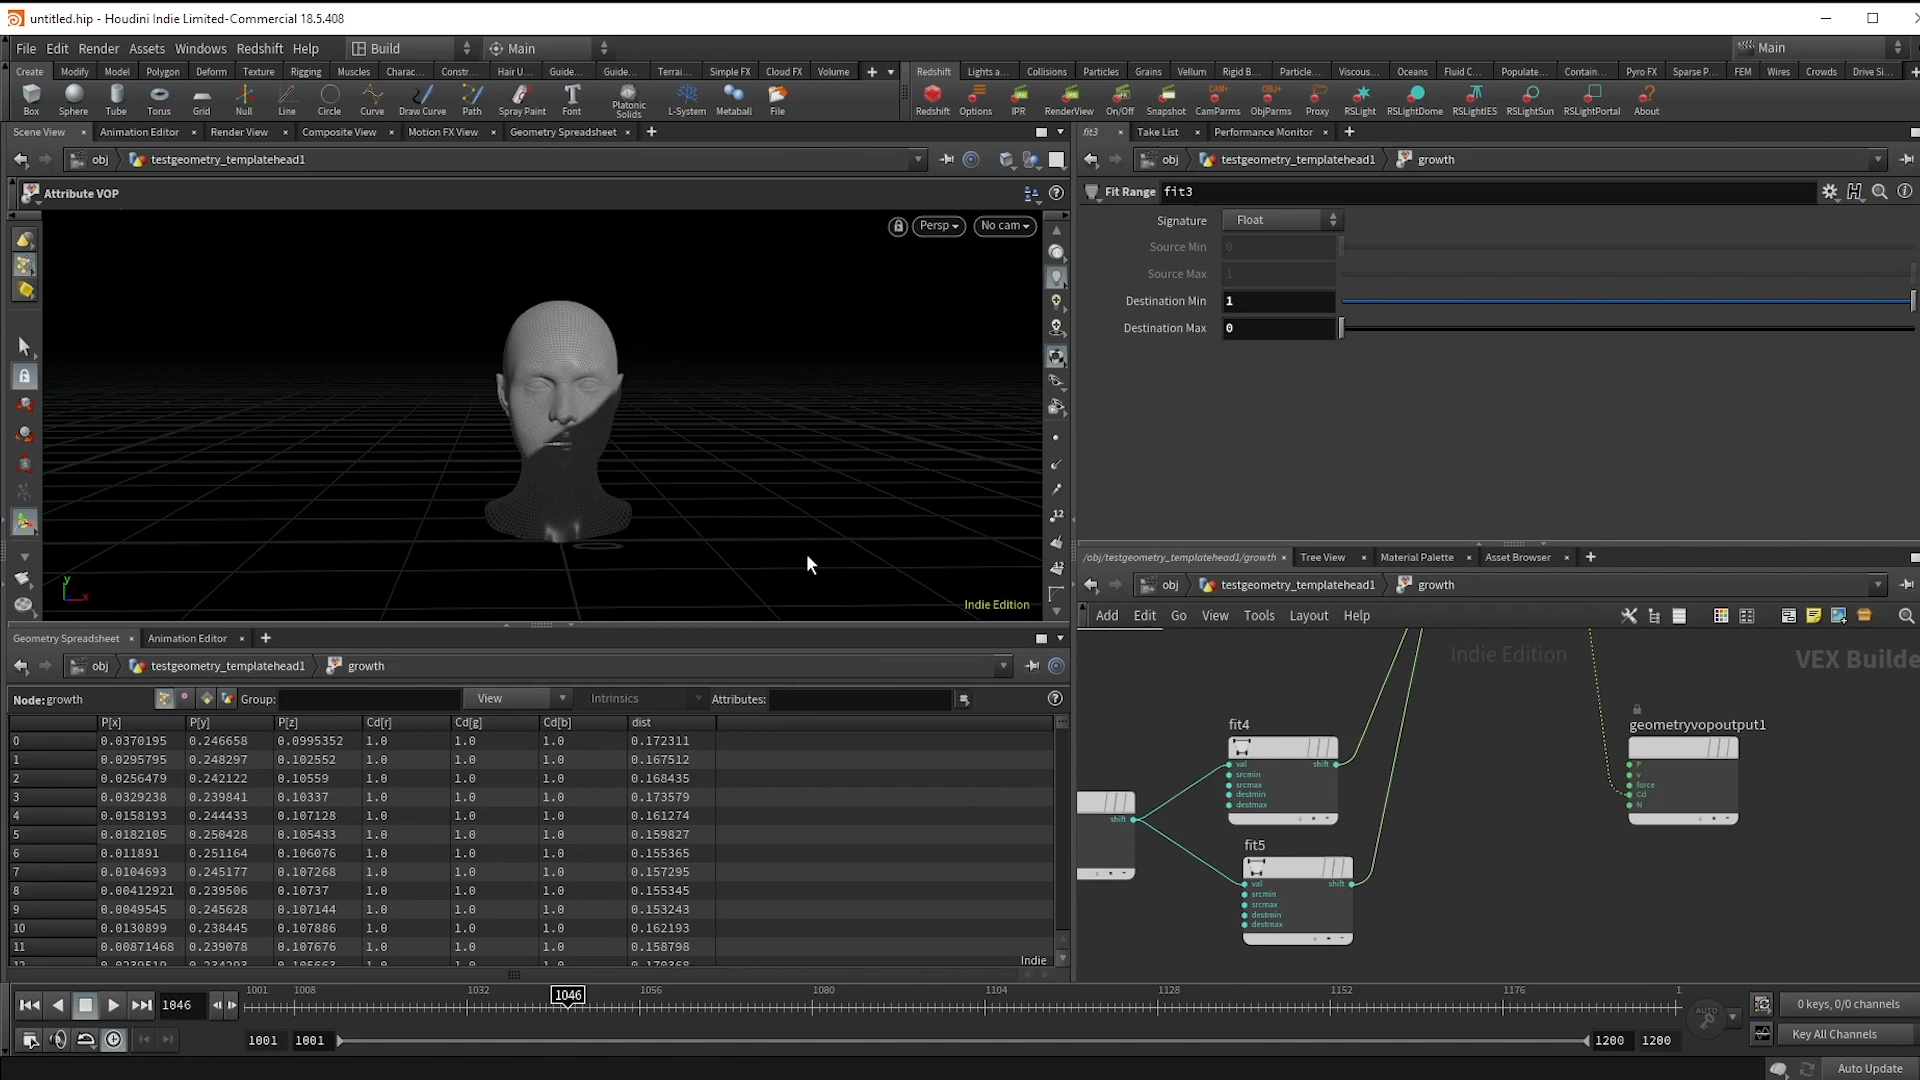 untitled.hip - Houdini Indie Limited-Commercial 18.5.408
File Edit Render Assets Windows Redshift Help Build Main Main
Create Modify Model Polygon Deform Texture Rigging Muscles Charac... Constr... Hair U... Guide... Guide... Terrai... Simple FX Cloud FX Volume
Redshift Lights a... Collisions Particles Grains Vellum Rigid B... Particle... Viscous... Oceans Fluid C... Populate... Contain... Pyro FX Sparse P... FEM Wires Crowds Drive Si...
Box Sphere Tube Torus Grid Null Line Circle Curve Draw Curve Path Spray Paint Font Platonic Solids L-System Metaball File
Redshift Options IPR RenderView On/Off Snapshot CamParms ObjParms Proxy RSLight RSLightDome RSLightIES RSLightSun RSLightPortal About
Scene View Animation Editor Render View Composite View Motion FX View Geometry Spreadsheet
fit3 Take List Performance Monitor
obj testgeometry_templatehead1
obj testgeometry_templatehead1 growth
Attribute VOP
Fit Range fit3
Persp No cam
Signature Float
Source Min 0
Source Max 1
Destination Min 1
Destination Max 0
y
x
Indie Edition
/obj/testgeometry_templatehead1/growth Tree View Material Palette Asset Browser
obj testgeometry_templatehead1 growth
Add Edit Go View Tools Layout Help
Indie Edition
VEX Builde
fit4
val shift
srcmin
srcmax
destmin
destmax
shift
fit5
val shift
srcmin
srcmax
destmin
destmax
geometryvopoutput1
P
v
force
Cd
N
Geometry Spreadsheet Animation Editor
obj testgeometry_templatehead1 growth
Node: growth Group: View Intrinsics Attributes:
P[x] P[y] P[z] Cd[r] Cd[g] Cd[b] dist
0 0.0370195 0.246658 0.0995352 1.0 1.0 1.0 0.172311
1 0.0295795 0.248297 0.102552 1.0 1.0 1.0 0.167512
2 0.0256479 0.242122 0.10559 1.0 1.0 1.0 0.168435
3 0.0329238 0.239841 0.10337 1.0 1.0 1.0 0.173579
4 0.0158193 0.244433 0.107128 1.0 1.0 1.0 0.161274
5 0.0182105 0.250428 0.105433 1.0 1.0 1.0 0.159827
6 0.011891 0.251164 0.106076 1.0 1.0 1.0 0.155365
7 0.0104693 0.245177 0.107268 1.0 1.0 1.0 0.157295
8 0.00412921 0.239506 0.10737 1.0 1.0 1.0 0.155345
9 0.0049545 0.245628 0.107144 1.0 1.0 1.0 0.153243
10 0.0130899 0.238445 0.107886 1.0 1.0 1.0 0.162193
11 0.00871468 0.239078 0.107676 1.0 1.0 1.0 0.158798
Indie
1046
1001 1008 1032 1046 1056 1080 1104 1128 1152 1176 1
AUTO
0 keys, 0/0 channels
1001 1001 1200 1200
Key All Channels
Auto Update